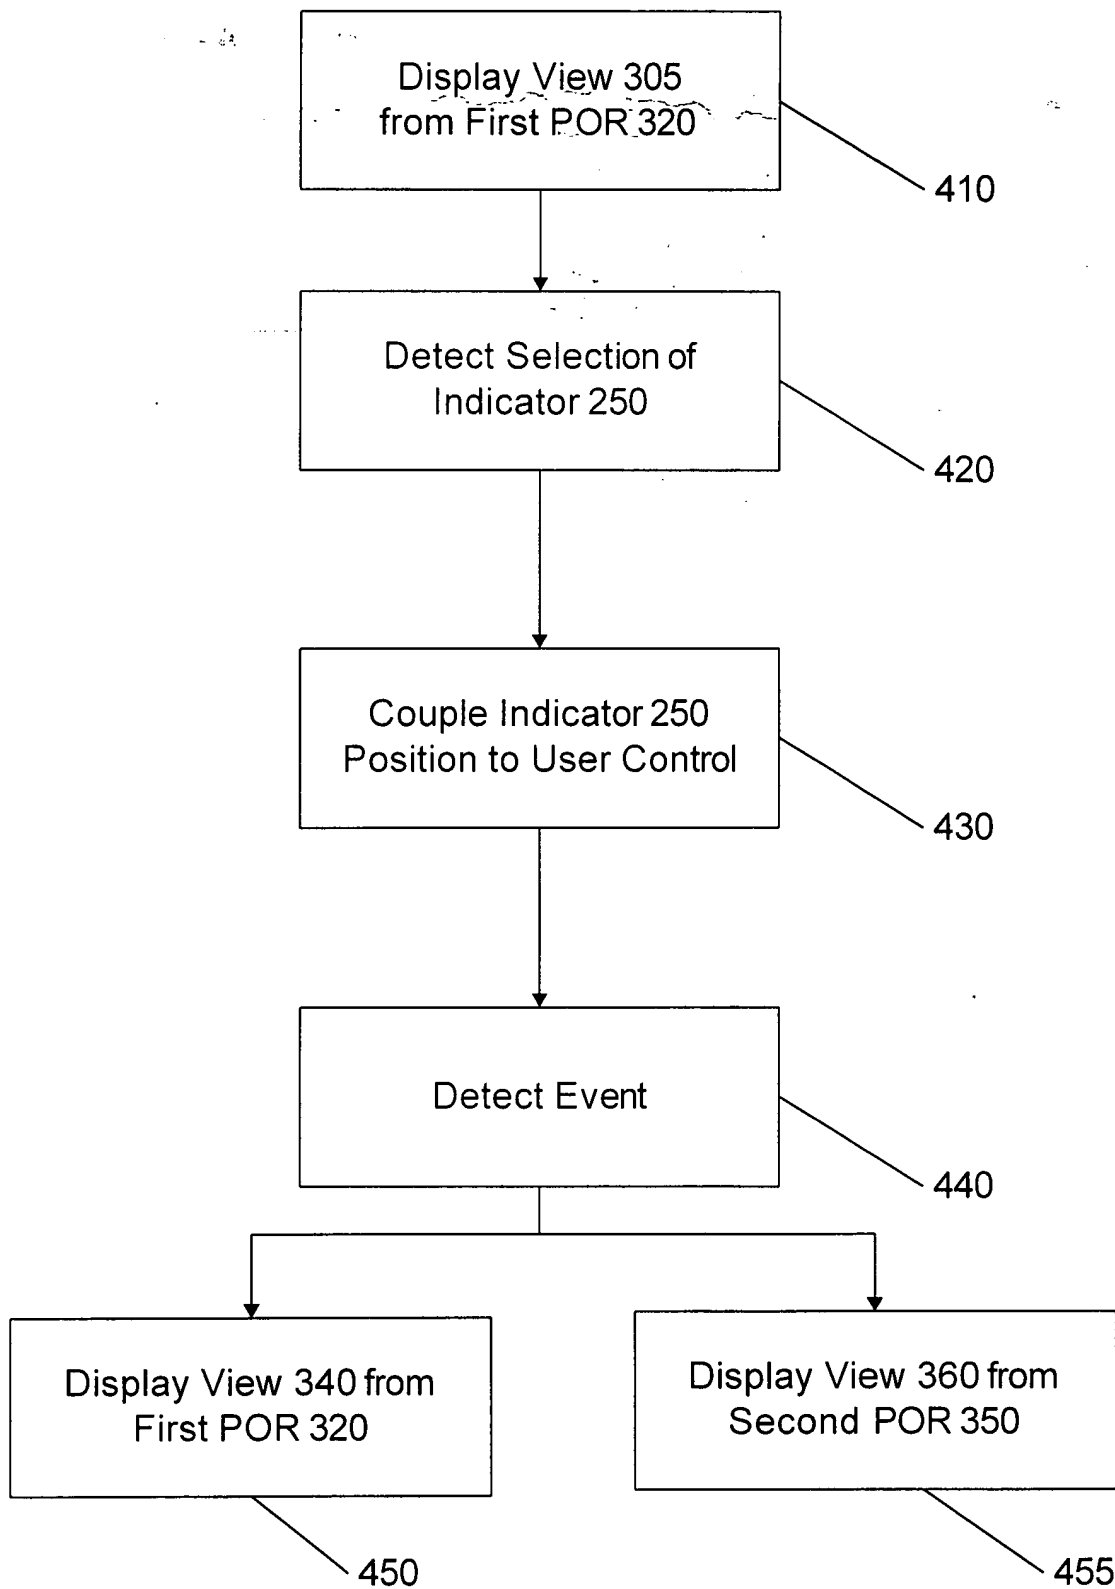 Display View 305
from First POR 320
410
Detect Selection of
Indicator 250
420
Couple Indicator 250
Position to User Control
430
Detect Event
440
Display View 340 from
First POR 320
450
Display View 360 from
Second POR 350
455